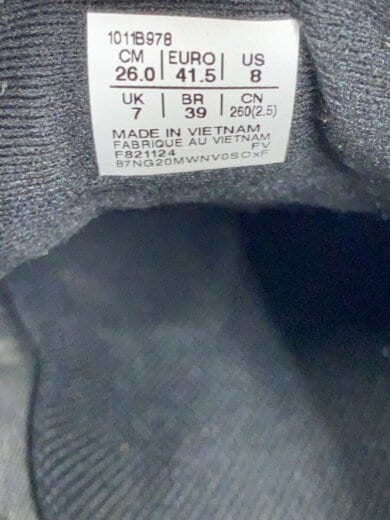 1011B978
CM EURO US
26.0 41.5 8
UK BR CN
7 39 260(2.5)
MADE IN VIETNAM
FABRIQUE AU VIETNAM
F821124 FV
87NG20MWNV0SCxF